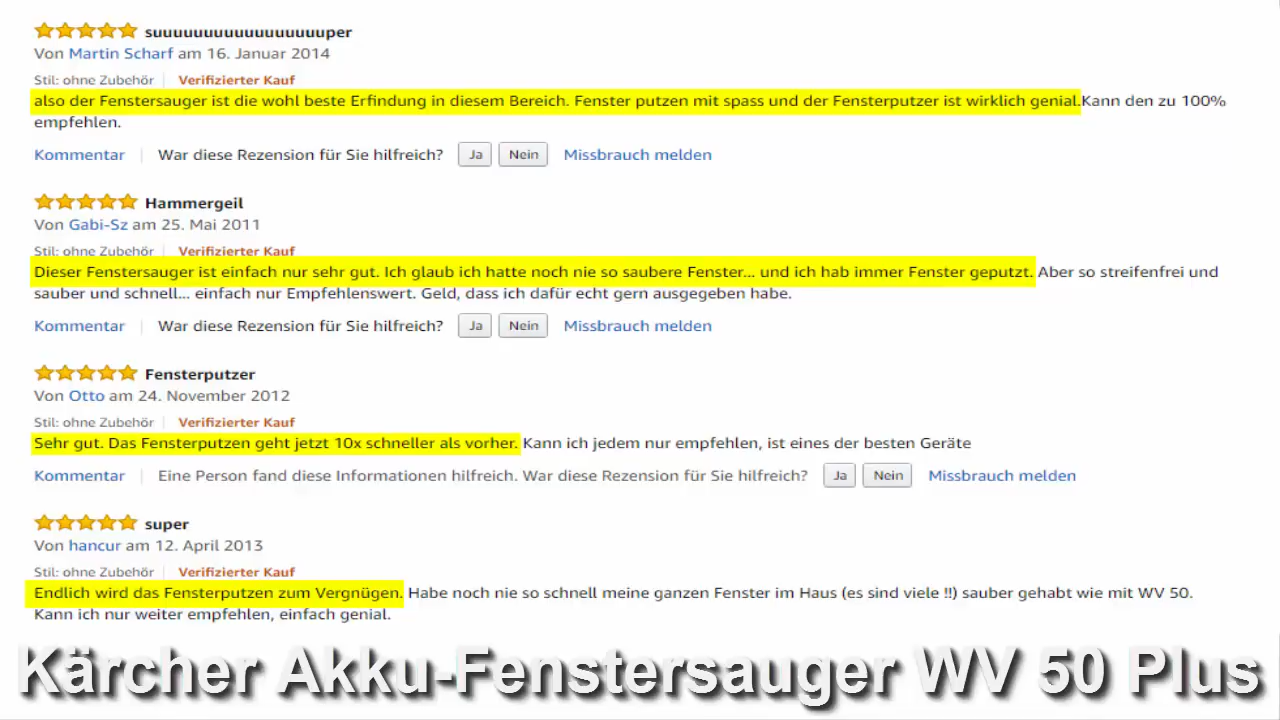 suuuuuuuuuuuuuuuuuper
Von Martin Scharf am 16. Januar 2014
Stil: ohne Zubehör | Verifizierter Kauf
also der Fenstersauger ist die wohl beste Erfindung in diesem Bereich. Fenster putzen mit spass und der Fensterputzer ist wirklich genial.Kann den zu 100%
empfehlen.
Kommentar | War diese Rezension für Sie hilfreich? Ja Nein Missbrauch melden
Hammergeil
Von Gabi-Sz am 25. Mai 2011
Stil: ohne Zubehör | Verifizierter Kauf
Dieser Fenstersauger ist einfach nur sehr gut. Ich glaub ich hatte noch nie so saubere Fenster... und ich hab immer Fenster geputzt. Aber so streifenfrei und
sauber und schnell... einfach nur Empfehlenswert. Geld, dass ich dafür echt gern ausgegeben habe.
Kommentar | War diese Rezension für Sie hilfreich? Ja Nein Missbrauch melden
Fensterputzer
Von Otto am 24. November 2012
Stil: ohne Zubehör | Verifizierter Kauf
Sehr gut. Das Fensterputzen geht jetzt 10x schneller als vorher. Kann ich jedem nur empfehlen, ist eines der besten Geräte
Kommentar | Eine Person fand diese Informationen hilfreich. War diese Rezension für Sie hilfreich? Ja Nein Missbrauch melden
super
Von hancur am 12. April 2013
Stil: ohne Zubehör | Verifizierter Kauf
Endlich wird das Fensterputzen zum Vergnügen. Habe noch nie so schnell meine ganzen Fenster im Haus (es sind viele !!) sauber gehabt wie mit WV 50.
Kann ich nur weiter empfehlen, einfach genial.
Kärcher Akku-Fenstersauger WV 50 Plus